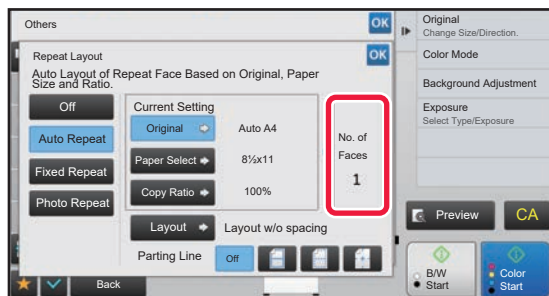 Others
OK
Repeat Layout
OK
Auto Layout of Repeat Face Based on Original, Paper
Size and Ratio.
Off
Auto Repeat
Fixed Repeat
Photo Repeat
Current Setting
Original
Auto A4
Paper Select
8½x11
Copy Ratio
100%
No. of
Faces
1
Layout
Layout w/o spacing
Parting Line
Off
Back
Original
Change Size/Direction.
Color Mode
Background Adjustment
Exposure
Select Type/Exposure
Preview
CA
B/W
Start
Color
Start